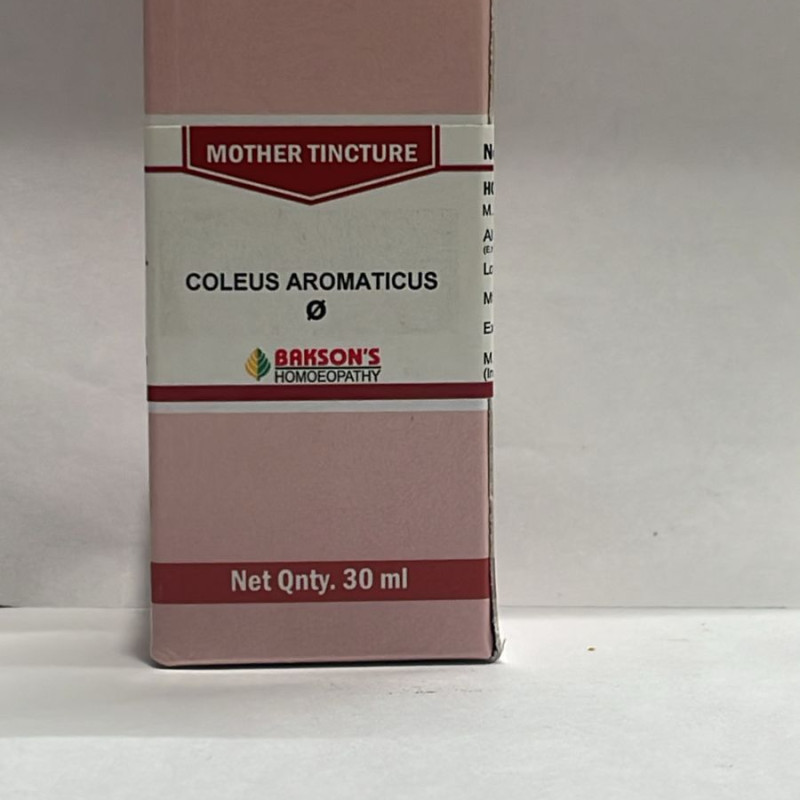 MOTHER TINCTURE
COLEUS AROMATICUS
Ø
BAKSON'S
HOMOEOPATHY
Net Qnty. 30 ml